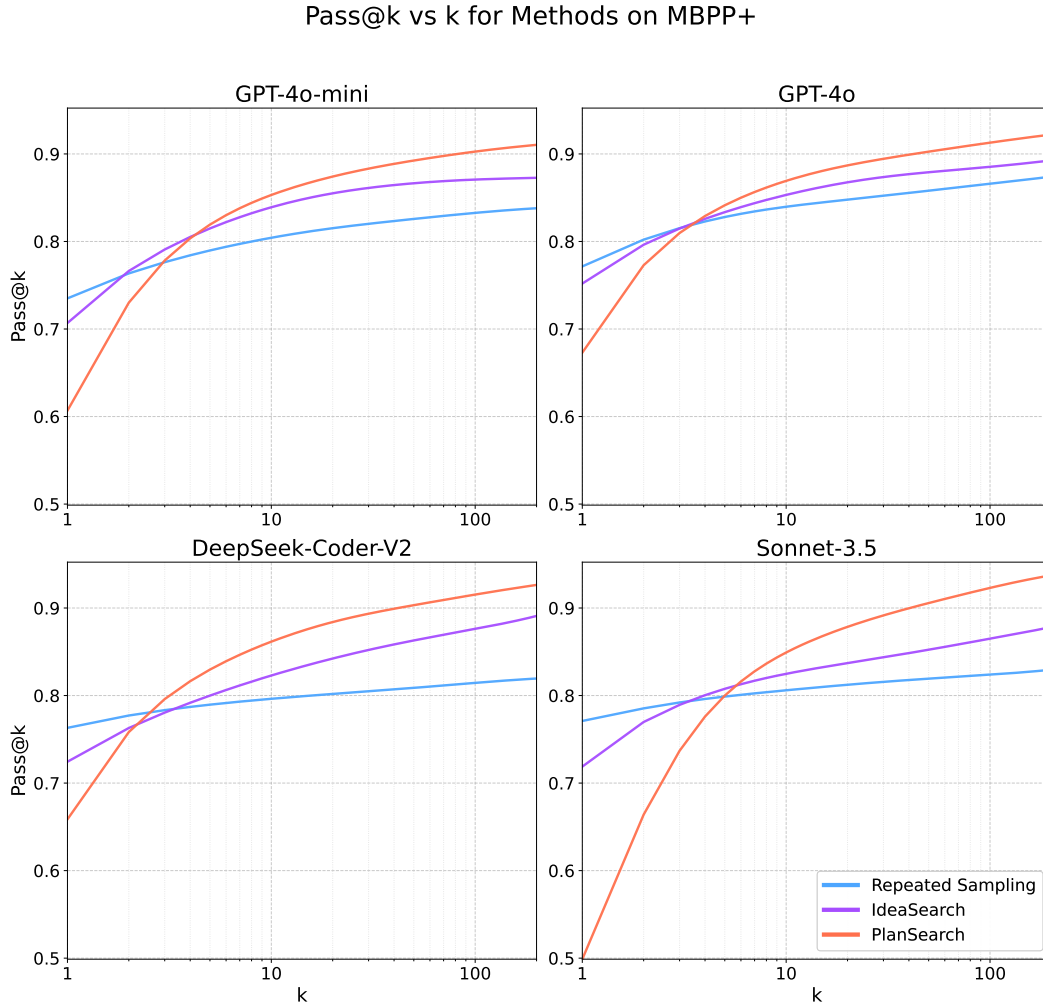 Pass@k vs k for Methods on MBPP+
GPT-4o-mini
Pass@k
0.9
0.8
0.7
0.6
0.5
1
10
100
GPT-4o
0.9
0.8
0.7
0.6
0.5
1
10
100
DeepSeek-Coder-V2
Pass@k
0.9
0.8
0.7
0.6
0.5
1
10
100
k
Sonnet-3.5
0.9
0.8
0.7
0.6
0.5
1
10
100
k
Repeated Sampling
IdeaSearch
PlanSearch